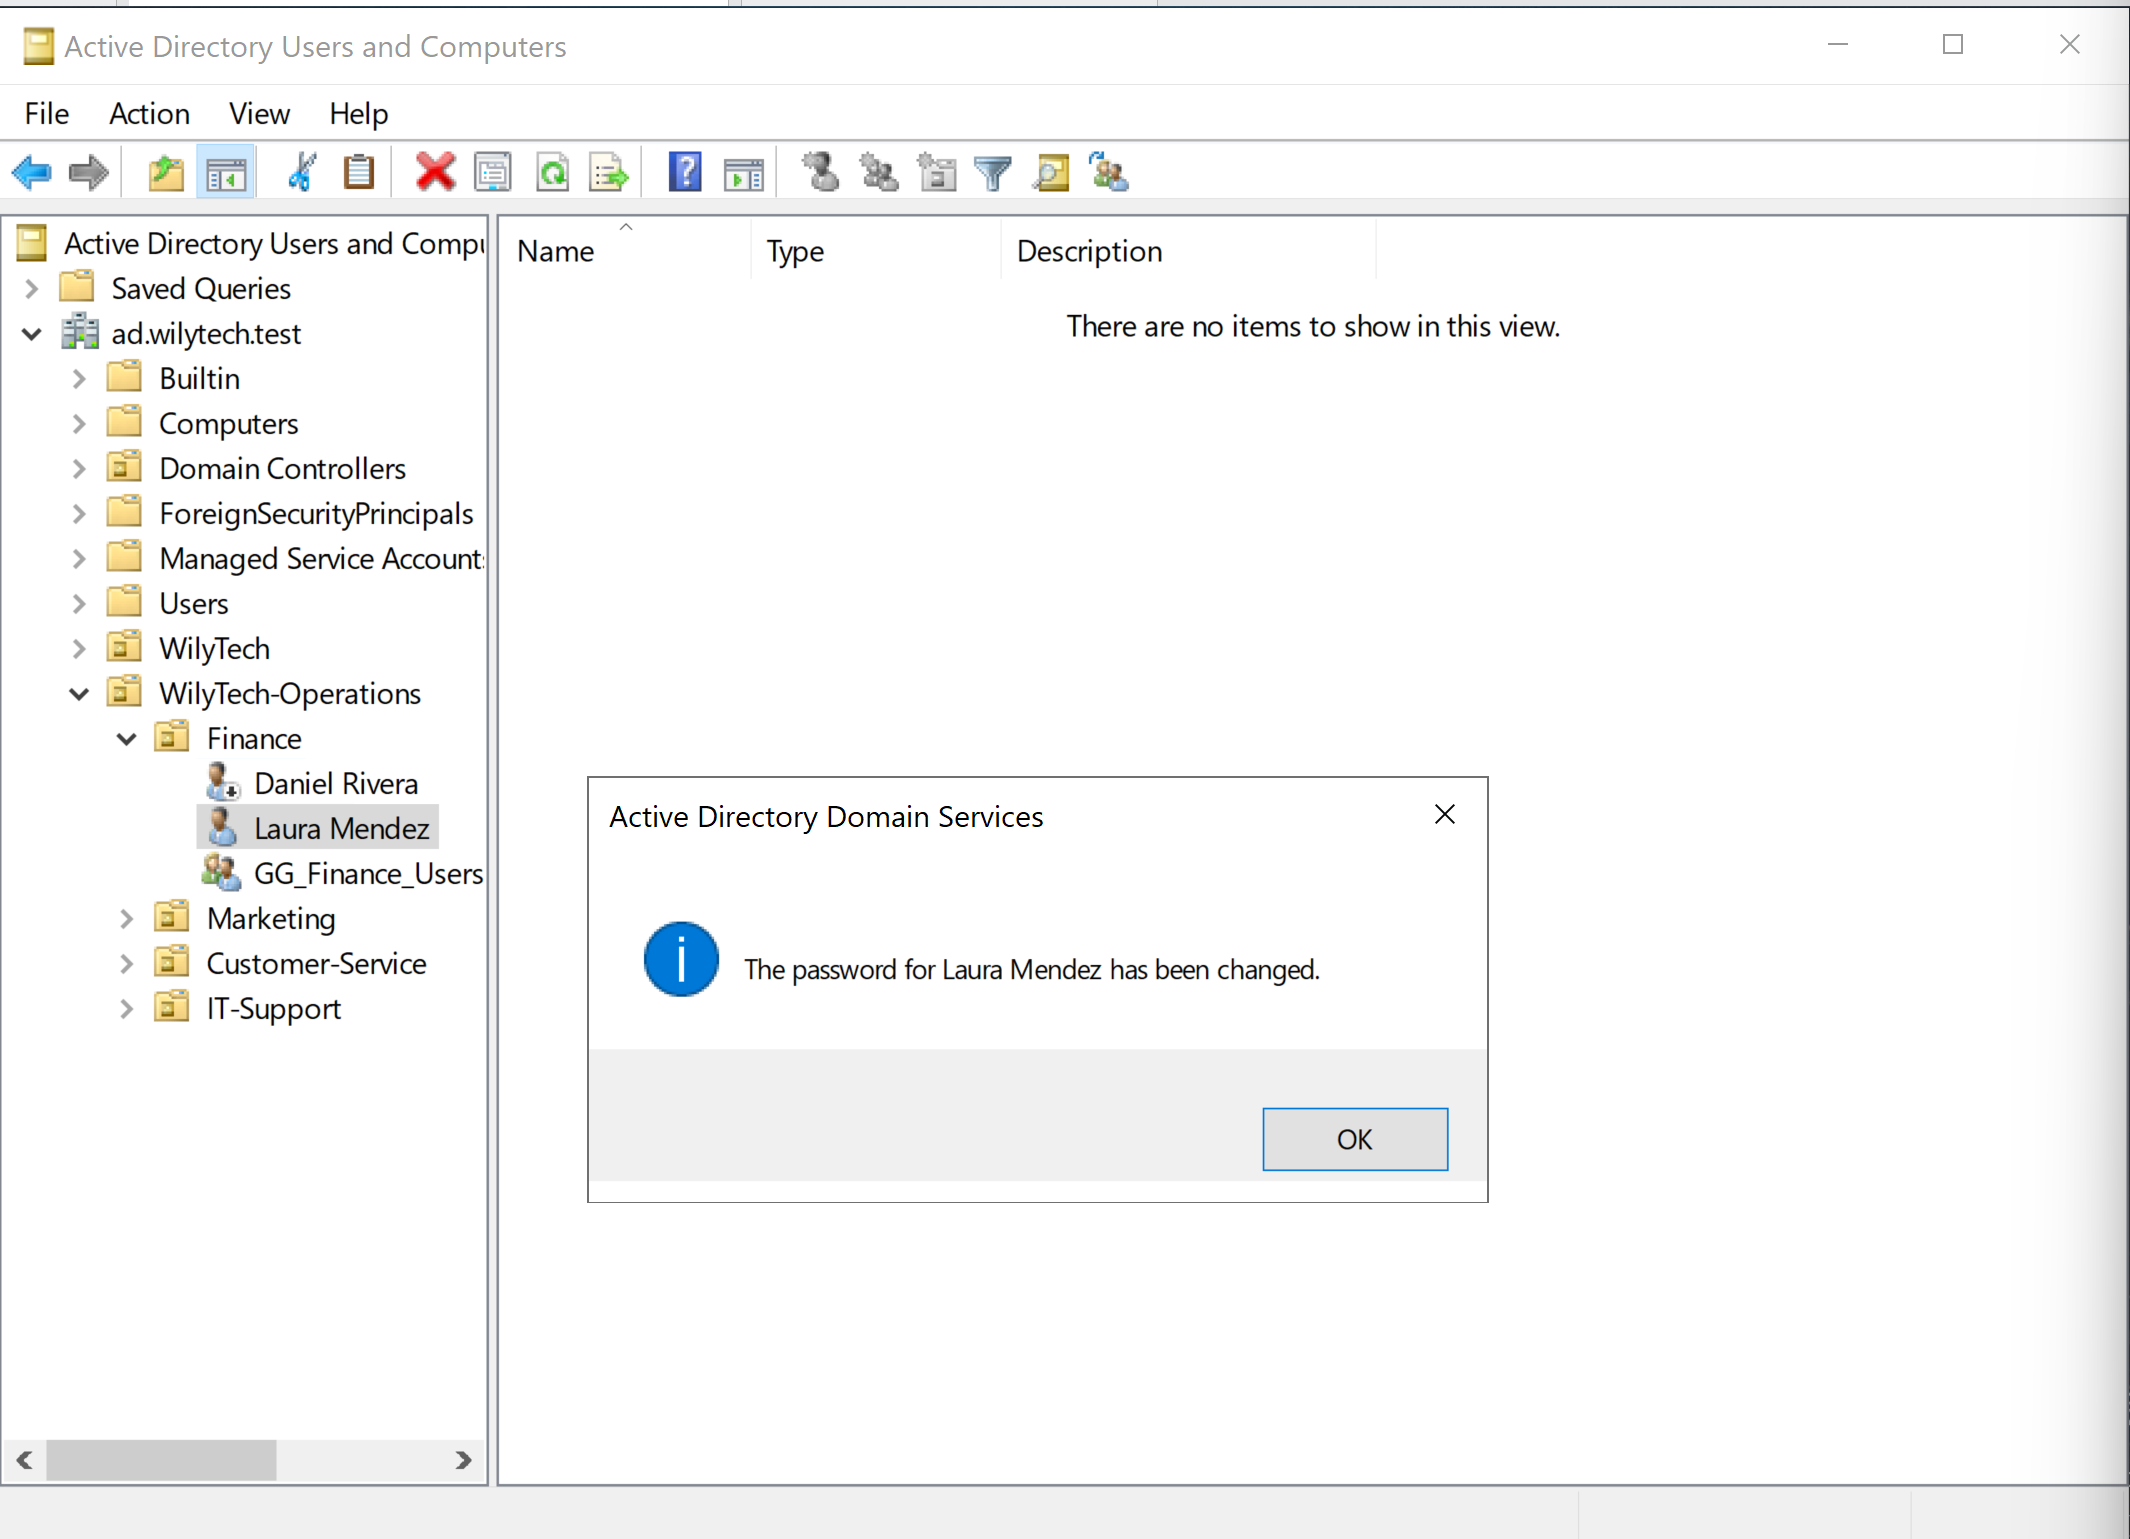 Active Directory Users and Computers
File Action View Help
Active Directory Users and Compu
Name Type Description
Saved Queries
There are no items to show in this view.
ad.wilytech.test
Builtin
Computers
Domain Controllers
ForeignSecurityPrincipals
Managed Service Account
Users
WilyTech
WilyTech-Operations
Finance
Daniel Rivera
Laura Mendez
GG_Finance_Users
Marketing
Customer-Service
IT-Support
Active Directory Domain Services
The password for Laura Mendez has been changed.
OK